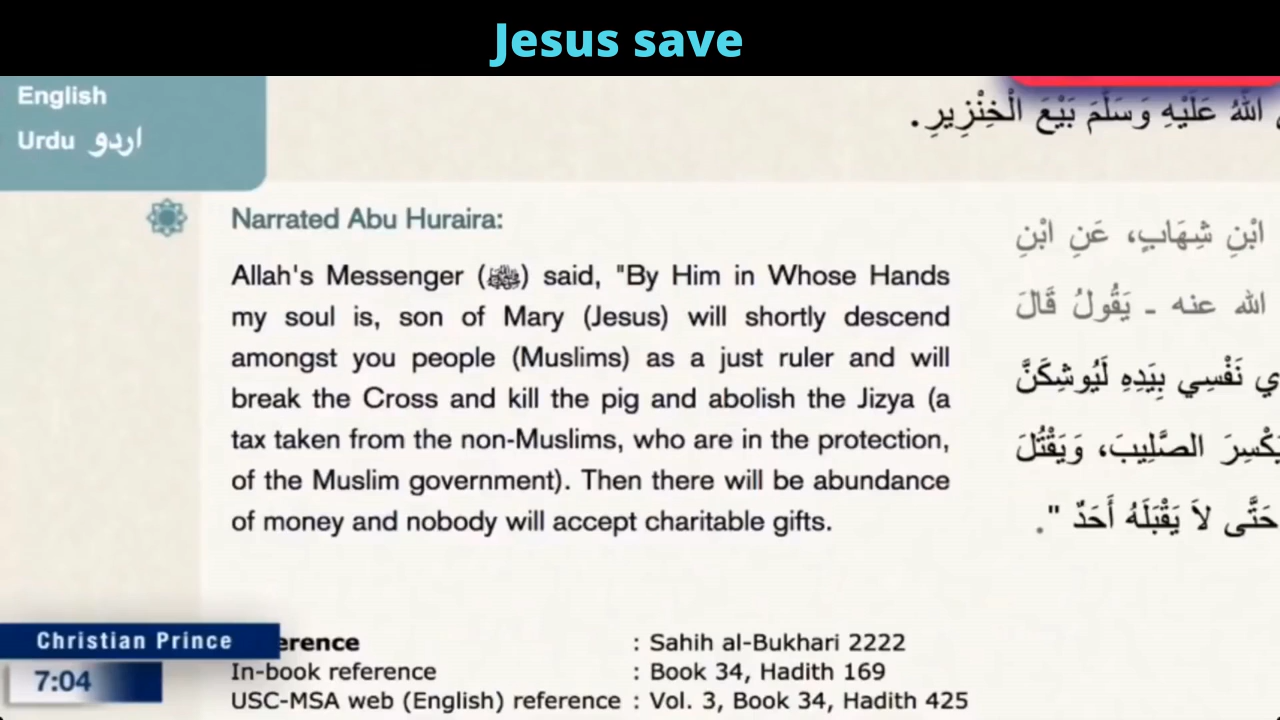 Jesus save
English
Urdu اردو
اللهُ عَلَيْهِ وَسَلَّمَ بَيْعَ الْخِنْزِيرِ.
Narrated Abu Huraira:
Allah's Messenger (ﷺ) said, "By Him in Whose Hands
my soul is, son of Mary (Jesus) will shortly descend
amongst you people (Muslims) as a just ruler and will
break the Cross and kill the pig and abolish the Jizya (a
tax taken from the non-Muslims, who are in the protection,
of the Muslim government). Then there will be abundance
of money and nobody will accept charitable gifts.
ابْنِ شِهَابٍ، عَنِ ابْنِ
الله عنه ـ يَقُولُ قَالَ
ي نَفْسِي بِيَدِهِ لَيُوشِكَنَّ
يَكْسِرَ الصَّلِيبَ، وَيَقْتُلَ
حَتَّى لاَ يَقْبَلَهُ أَحَدٌ ".
Christian Prince
7:04
erence : Sahih al-Bukhari 2222
In-book reference : Book 34, Hadith 169
USC-MSA web (English) reference : Vol. 3, Book 34, Hadith 425